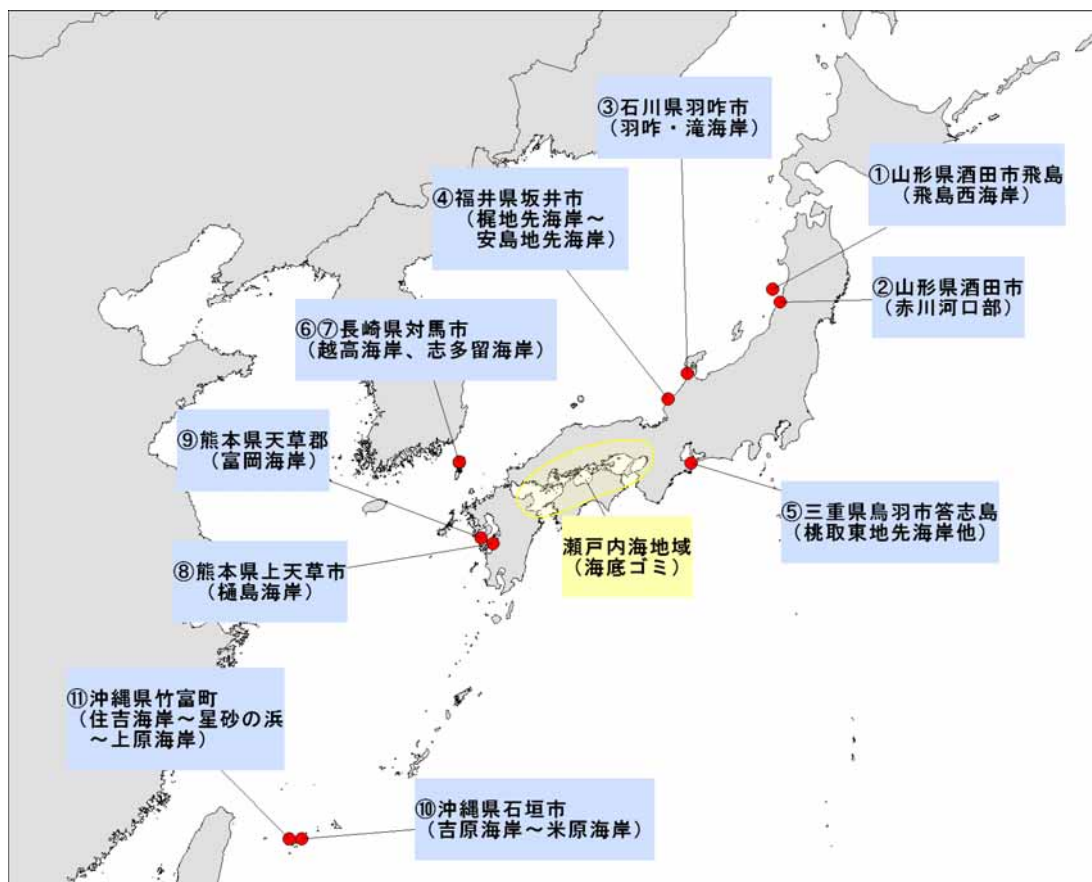 ③石川県羽咋市
（羽咋・滝海岸）
①山形県酒田市飛島
（飛島西海岸）
④福井県坂井市
（梶地先海岸～
安島地先海岸）
②山形県酒田市
（赤川河口部）
⑥⑦長崎県対馬市
（越高海岸、志多留海岸）
⑨熊本県天草郡
（富岡海岸）
⑤三重県鳥羽市答志島
（桃取東地先海岸他）
瀬戸内海地域
（海底ゴミ）
⑧熊本県上天草市
（樋島海岸）
⑪沖縄県竹富町
（住吉海岸～星砂の浜
～上原海岸）
⑩沖縄県石垣市
（吉原海岸～米原海岸）